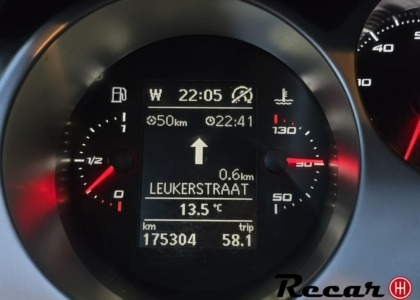 W 22:05
50km 22:41
0.6km
LEUKERSTRAAT
13.5 °C
km trip
175304 58.1
1
1/2
0
130
90
50
Recar